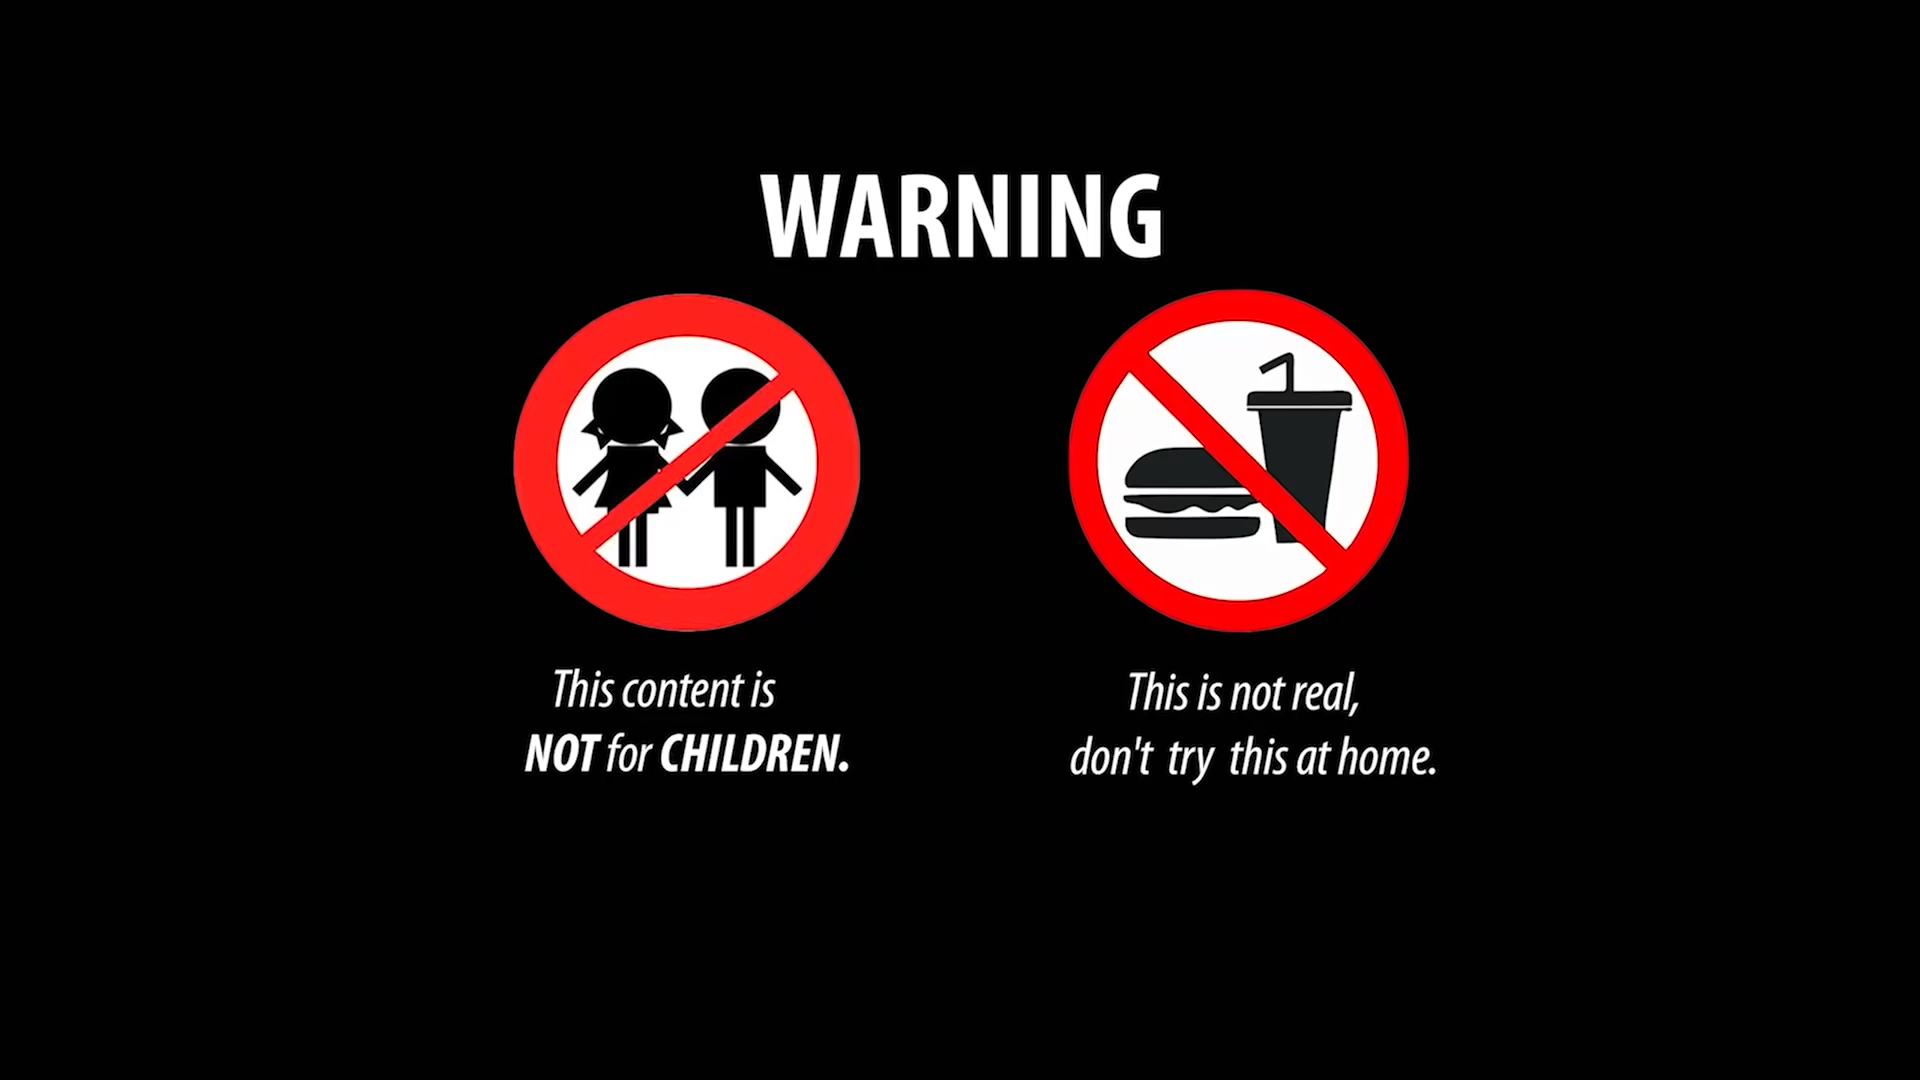 WARNING
This content is
NOT for CHILDREN.
This is not real,
don't try this at home.